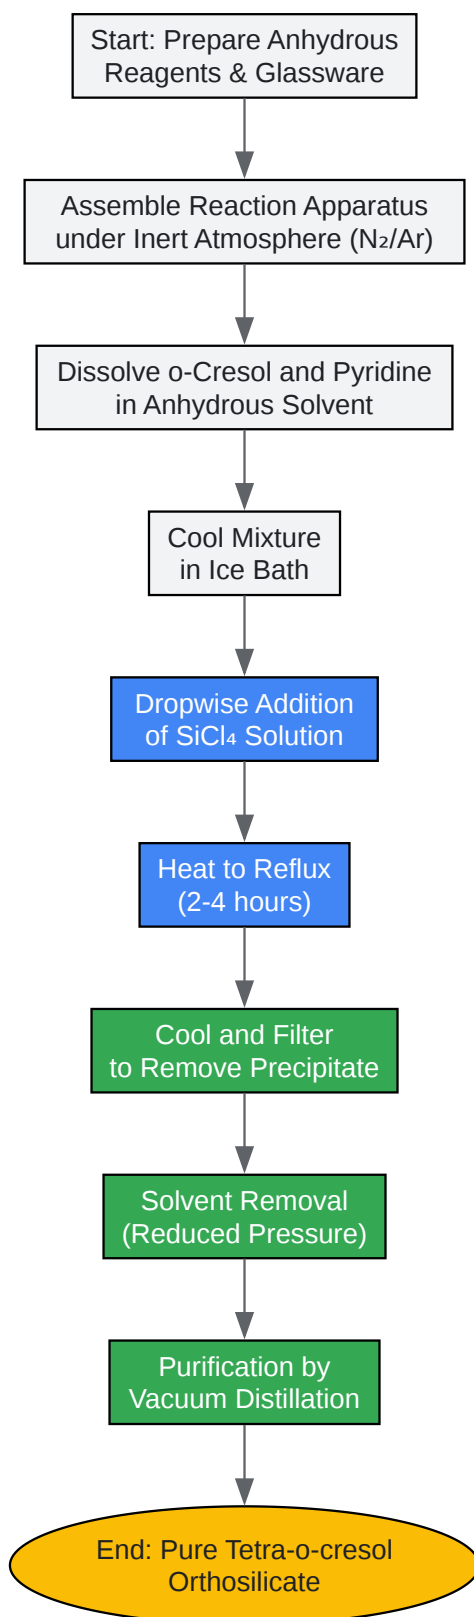 Start: Prepare Anhydrous
Reagents & Glassware
Assemble Reaction Apparatus
under Inert Atmosphere (N₂/Ar)
Dissolve o-Cresol and Pyridine
in Anhydrous Solvent
Cool Mixture
in Ice Bath
Dropwise Addition
of SiCl₄ Solution
Heat to Reflux
(2-4 hours)
Cool and Filter
to Remove Precipitate
Solvent Removal
(Reduced Pressure)
Purification by
Vacuum Distillation
End: Pure Tetra-o-cresol
Orthosilicate